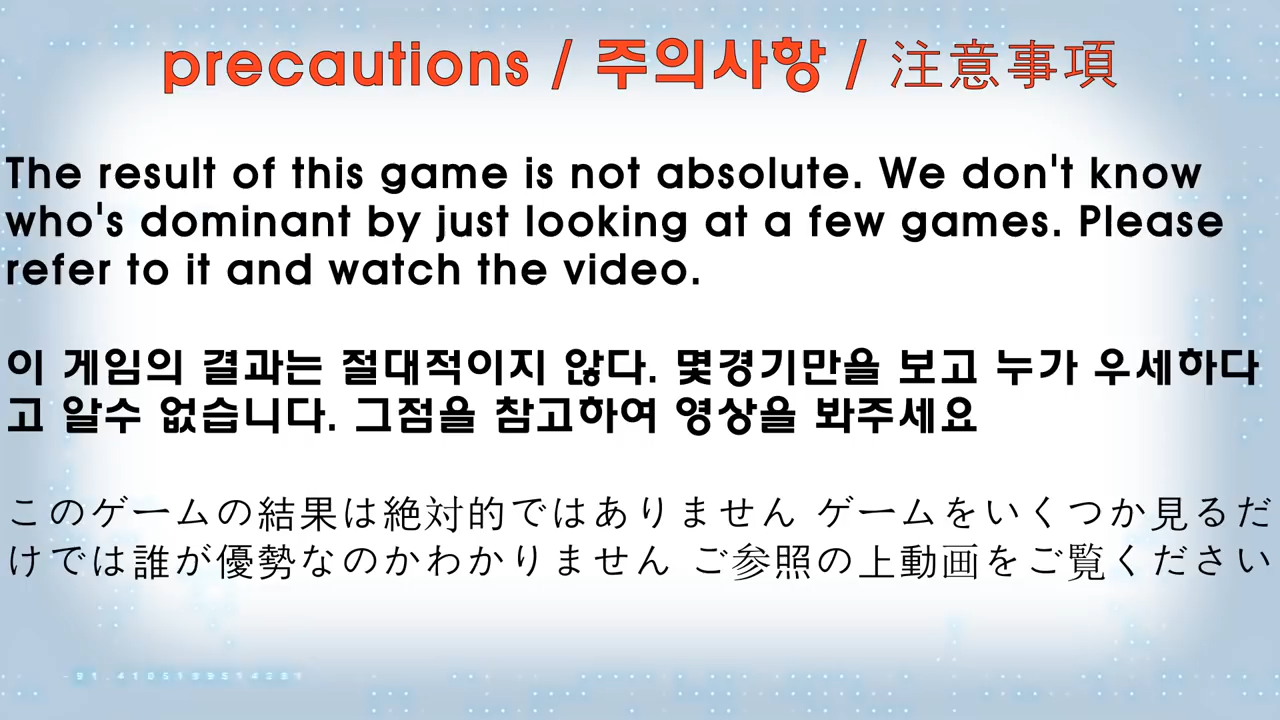 precautions / 주의사항 / 注意事項
The result of this game is not absolute. We don't know
who's dominant by just looking at a few games. Please
refer to it and watch the video.
이 게임의 결과는 절대적이지 않다. 몇경기만을 보고 누가 우세하다
고 알수 없습니다. 그점을 참고하여 영상을 봐주세요
このゲームの結果は絶対的ではありません ゲームをいくつか見るだ
けでは誰が優勢なのかわかりません ご参照の上動画をご覧ください